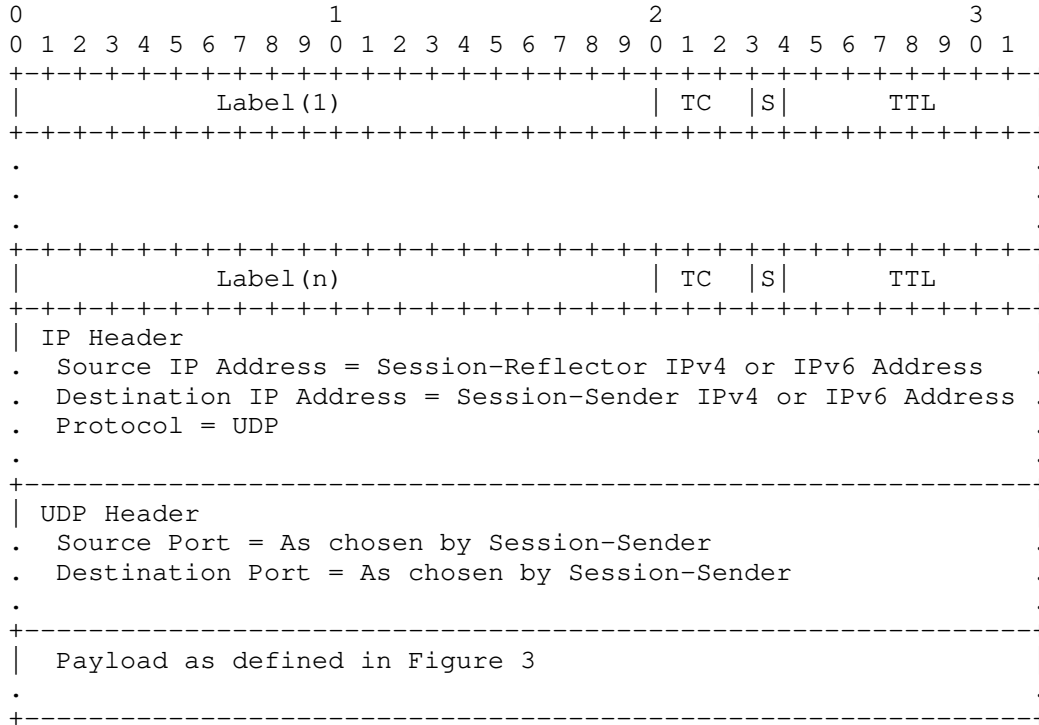 0 1 2 3
0 1 2 3 4 5 6 7 8 9 0 1 2 3 4 5 6 7 8 9 0 1 2 3 4 5 6 7 8 9 0 1
+-+-+-+-+-+-+-+-+-+-+-+-+-+-+-+-+-+-+-+-+-+-+-+-+-+-+-+-+-+-+-+--
| Label(1) | TC |S| TTL
+-+-+-+-+-+-+-+-+-+-+-+-+-+-+-+-+-+-+-+-+-+-+-+-+-+-+-+-+-+-+-+--
. .
. .
. .
+-+-+-+-+-+-+-+-+-+-+-+-+-+-+-+-+-+-+-+-+-+-+-+-+-+-+-+-+-+-+-+--
| Label(n) | TC |S| TTL
+-+-+-+-+-+-+-+-+-+-+-+-+-+-+-+-+-+-+-+-+-+-+-+-+-+-+-+-+-+-+-+--
| IP Header
. Source IP Address = Session-Reflector IPv4 or IPv6 Address .
. Destination IP Address = Session-Sender IPv4 or IPv6 Address .
. Protocol = UDP .
. .
+----------------------------------------------------------------
| UDP Header
. Source Port = As chosen by Session-Sender .
. Destination Port = As chosen by Session-Sender .
. .
+----------------------------------------------------------------
| Payload as defined in Figure 3
. .
+----------------------------------------------------------------